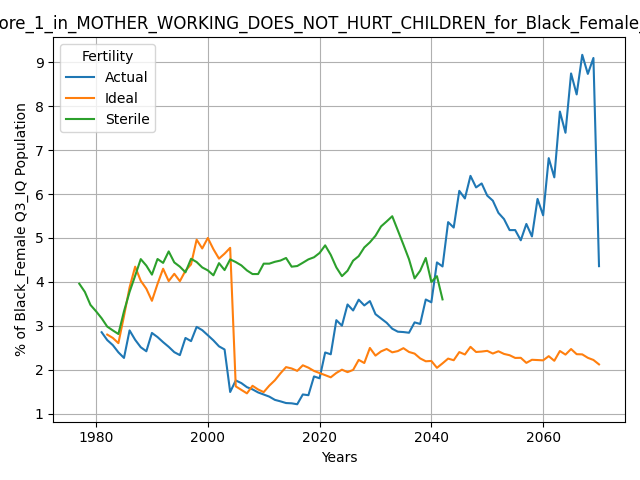 ore_1_in_MOTHER_WORKING_DOES_NOT_HURT_CHILDREN_for_Black_Female_
Fertility
Actual
Ideal
Sterile
% of Black_Female Q3_IQ Population
9
8
7
6
5
4
3
2
1
1980 2000 2020 2040 2060
Years